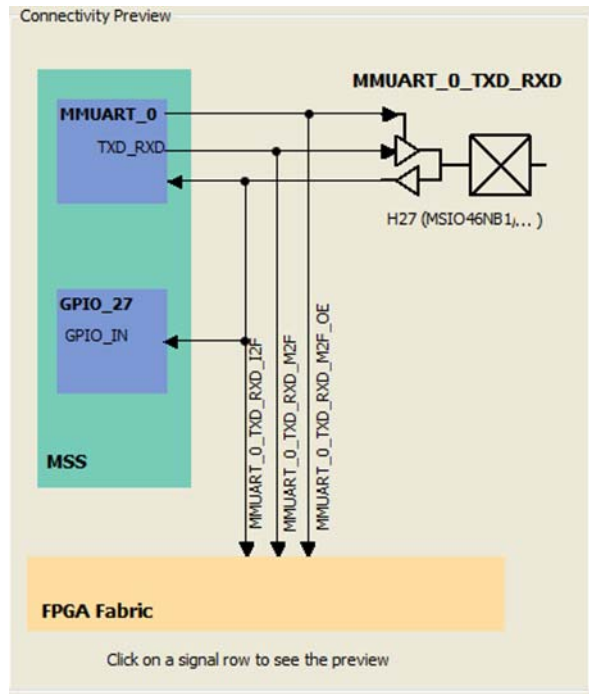 Connectivity Preview
MMUART_0_TXD_RXD
MMUART_0
TXD_RXD
H27 (MSIO46NB1/... )
GPIO_27
GPIO_IN
MMUART_0_TXD_RXD_I2F
MMUART_0_TXD_RXD_M2F
MMUART_0_TXD_RXD_M2F_OE
MSS
FPGA Fabric
Click on a signal row to see the preview